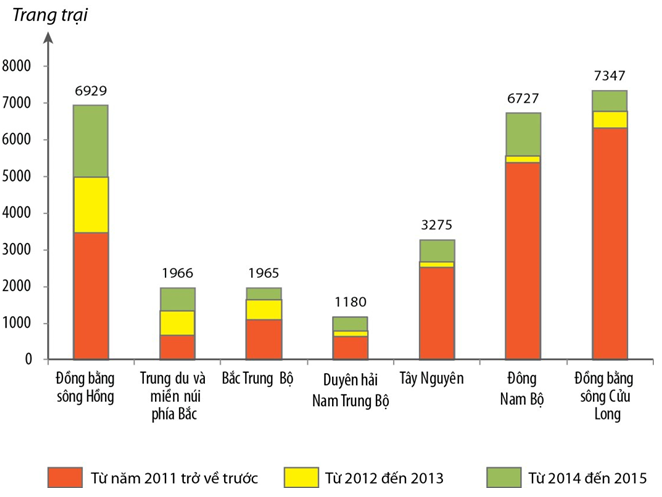 Trang trại
8000
7000
6000
5000
4000
3000
2000
1000
0
6929
1966
1965
1180
3275
6727
7347
Đồng bằng
sông Hồng
Trung du và
miền núi
phía Bắc
Bắc Trung Bộ
Duyên hải
Nam Trung Bộ
Tây Nguyên
Đông
Nam Bộ
Đồng bằng
sông Cửu
Long
Từ năm 2011 trở về trước
Từ 2012 đến 2013
Từ 2014 đến 2015